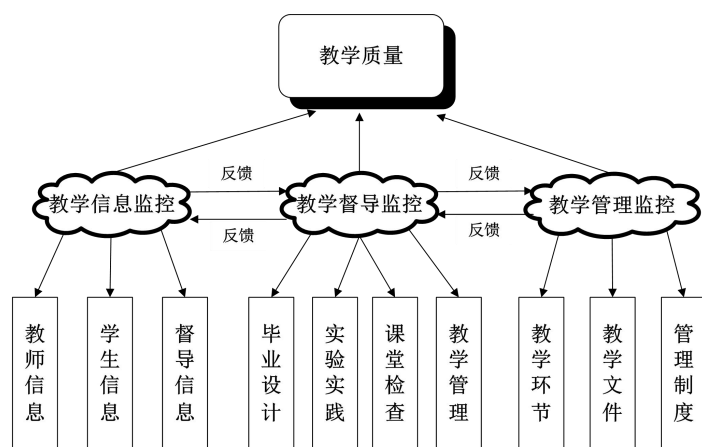 教学质量
反馈
反馈
教学信息监控
教学督导监控
教学管理监控
反馈
反馈
教师信息
学生信息
督导信息
毕业设计
实验实践
课堂检查
教学管理
教学环节
教学文件
管理制度